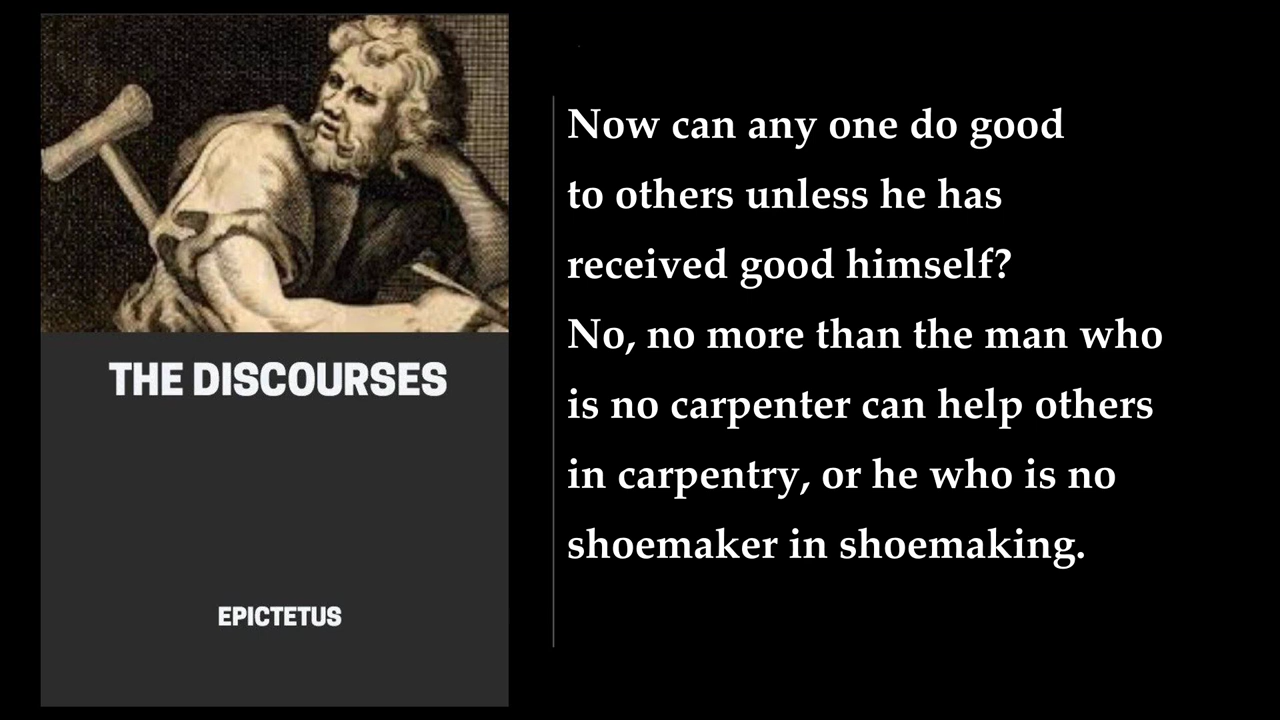 THE DISCOURSES
EPICTETUS
Now can any one do good
to others unless he has
received good himself?
No, no more than the man who
is no carpenter can help others
in carpentry, or he who is no
shoemaker in shoemaking.